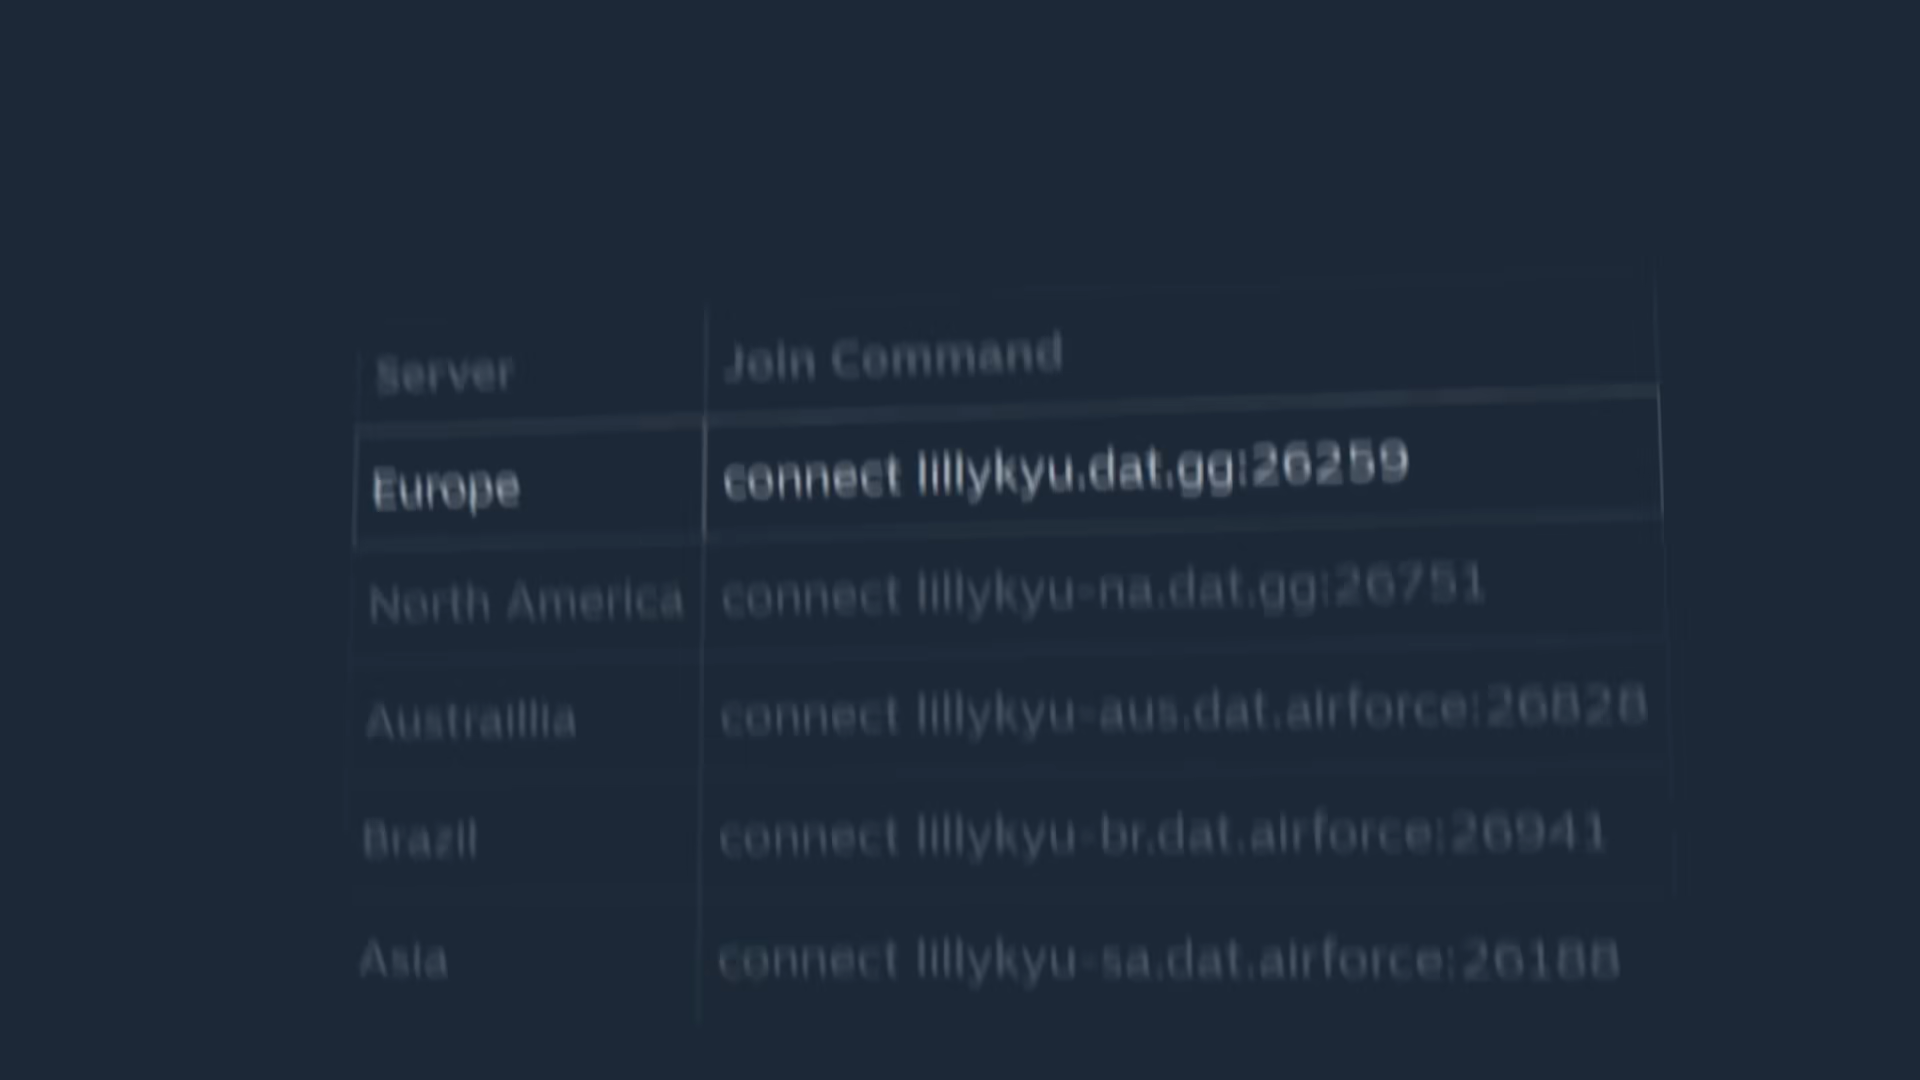 Server Join Command
Europe connect lillykyu.dat.gg:26259
North America connect lillykyu-na.dat.gg:26751
Austraillia connect lillykyu-aus.dat.airforce:26828
Brazil connect lillykyu-br.dat.airforce:26941
Asia connect lillykyu-sa.dat.airforce:26188